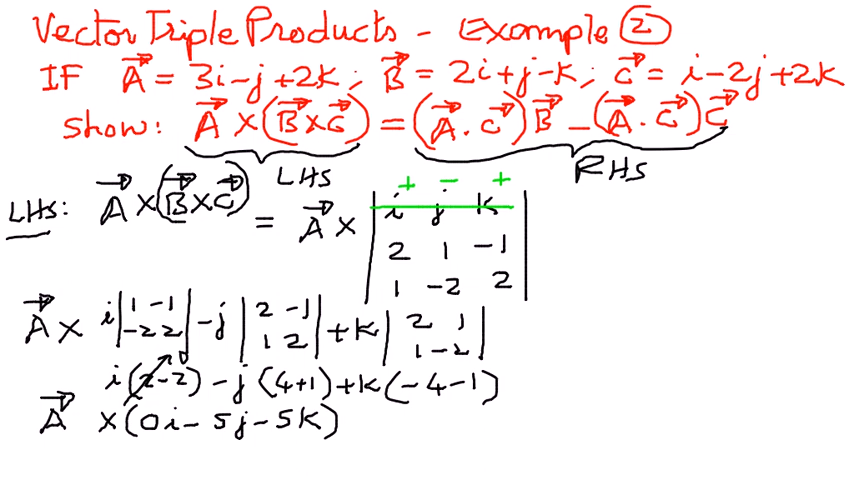 Vector Triple Products - Example 2
IF A = 3i-j+2k; B = 2i+j-k; C = i-2j+2k
show: A × (B×C) = (A·C)B - (A·C)C
LHS RHS
+ - +
LHS: A×(B×C) = A × | i j k |
2 1 -1
1 -2 2
A × i|1 -1| -j|2 -1| +k|2 1|
-2 2 1 2 1 -2
i(2-2) -j(4+1)+k(-4-1)
A ×(0i-5j-5k)